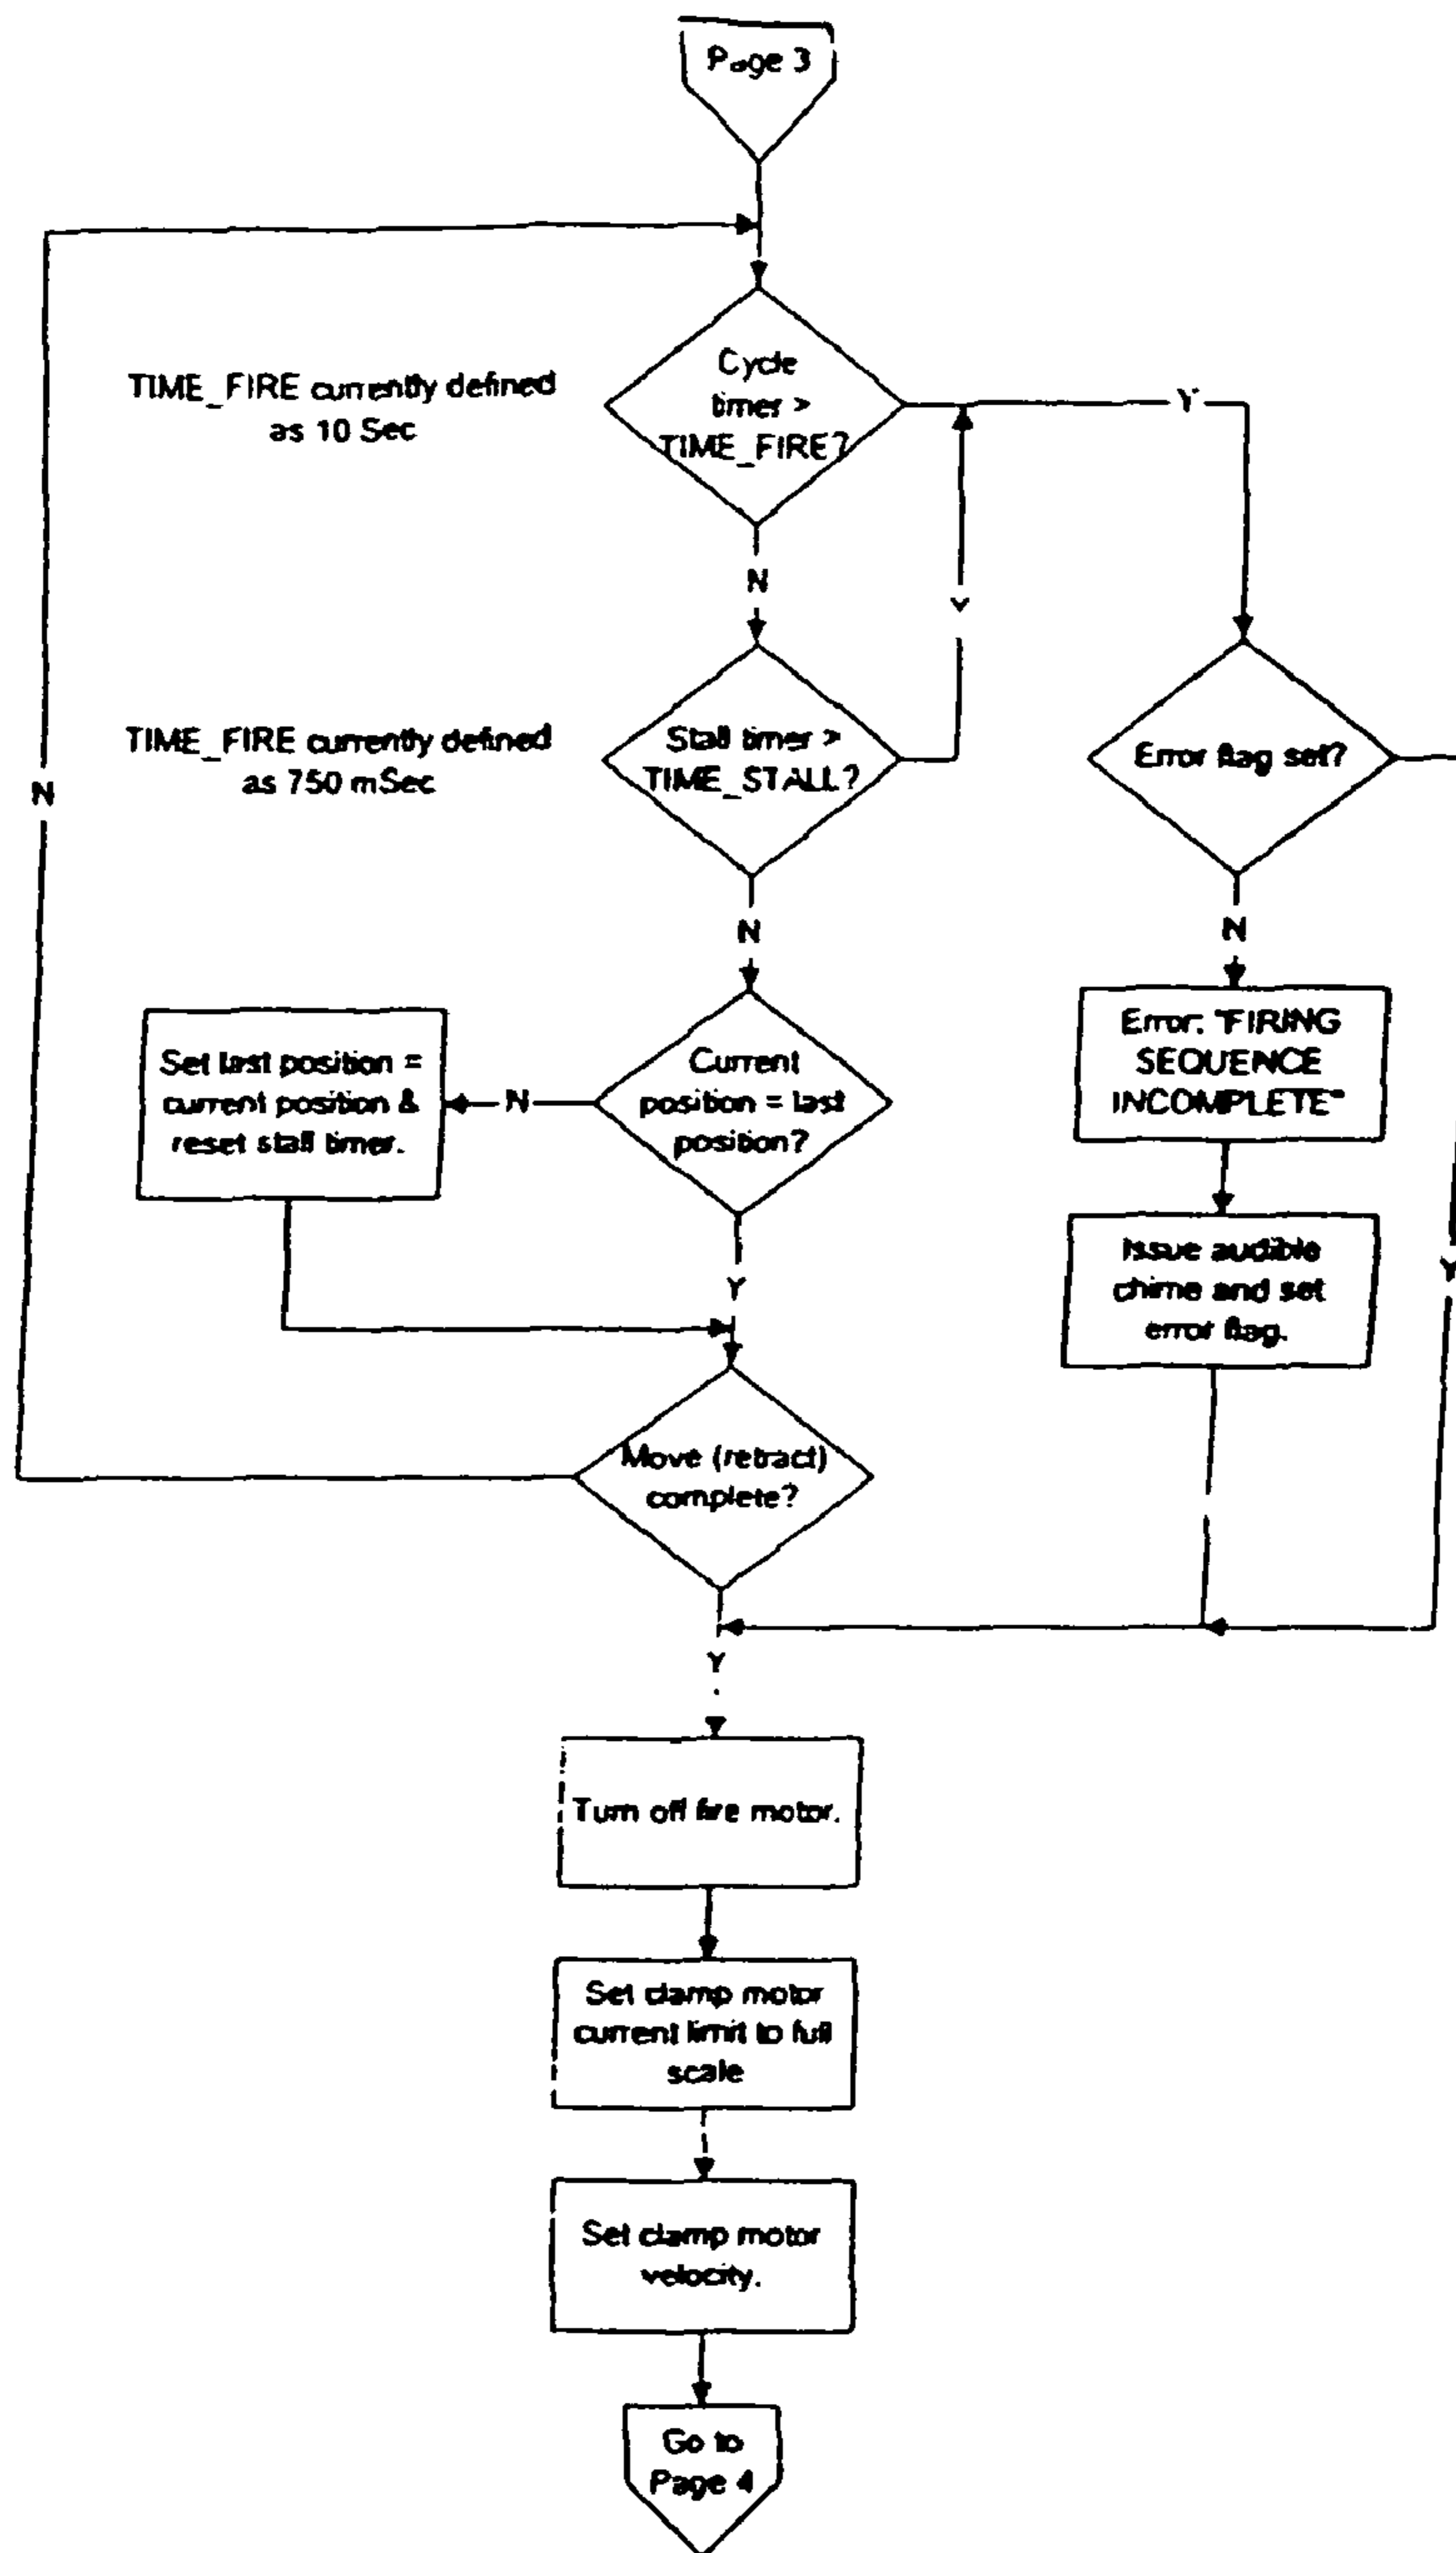 Page 3
TIME_FIRE currently defined
as 10 Sec
Cycle
timer >
TIME_FIRE?
Y
N
Y
TIME_FIRE currently defined
as 750 mSec
Stall timer >
TIME_STALL?
Error flag set?
N
N
N
Set last position =
current position &
reset stall timer.
N
Current
position = last
position?
Error: "FIRING
SEQUENCE
INCOMPLETE"
Y
Issue audible
chime and set
error flag.
Y
Move (retract)
complete?
Y
Turn off fire motor.
Set clamp motor
current limit to full
scale
Set clamp motor
velocity.
Go to
Page 4